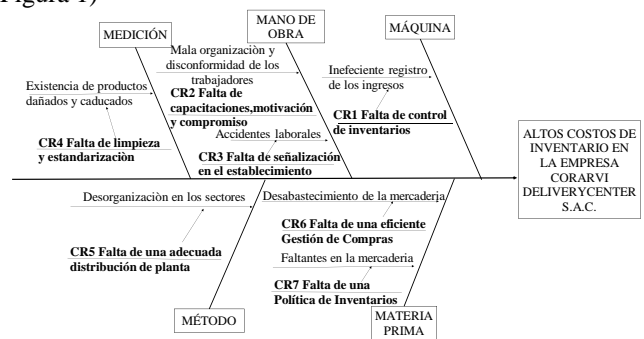 Figura 1)
MEDICIÓN
MANO DE
OBRA
MÁQUINA
Mala organizaciòn y
disconformidad de los
trabajadores
CR2 Falta de
capacitaciones,motivación
y compromiso
Accidentes laborales
CR3 Falta de señalización
en el establecimiento
Existencia de productos
dañados y caducados
CR4 Falta de limpieza
y estandarizaciòn
Inefeciente registro
de los ingresos
CR1 Falta de control
de inventarios
ALTOS COSTOS DE
INVENTARIO EN
LA EMPRESA
CORARVI
DELIVERYCENTER
S.A.C.
Desorganizaciòn en los sectores
CR5 Falta de una adecuada
distribución de planta
Desabastecimiento de la mercaderia
CR6 Falta de una eficiente
Gestión de Compras
Faltantes en la mercaderia
CR7 Falta de una
Política de Inventarios
MÉTODO
MATERIA
PRIMA